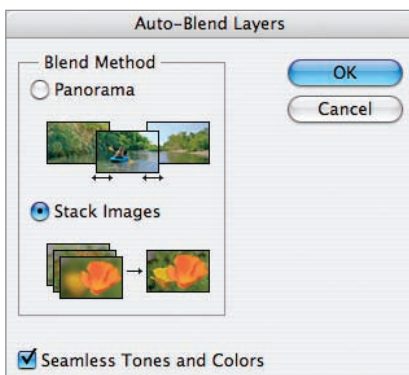 Auto-Blend Layers
Blend Method
Panorama
Stack Images
Seamless Tones and Colors
OK
Cancel